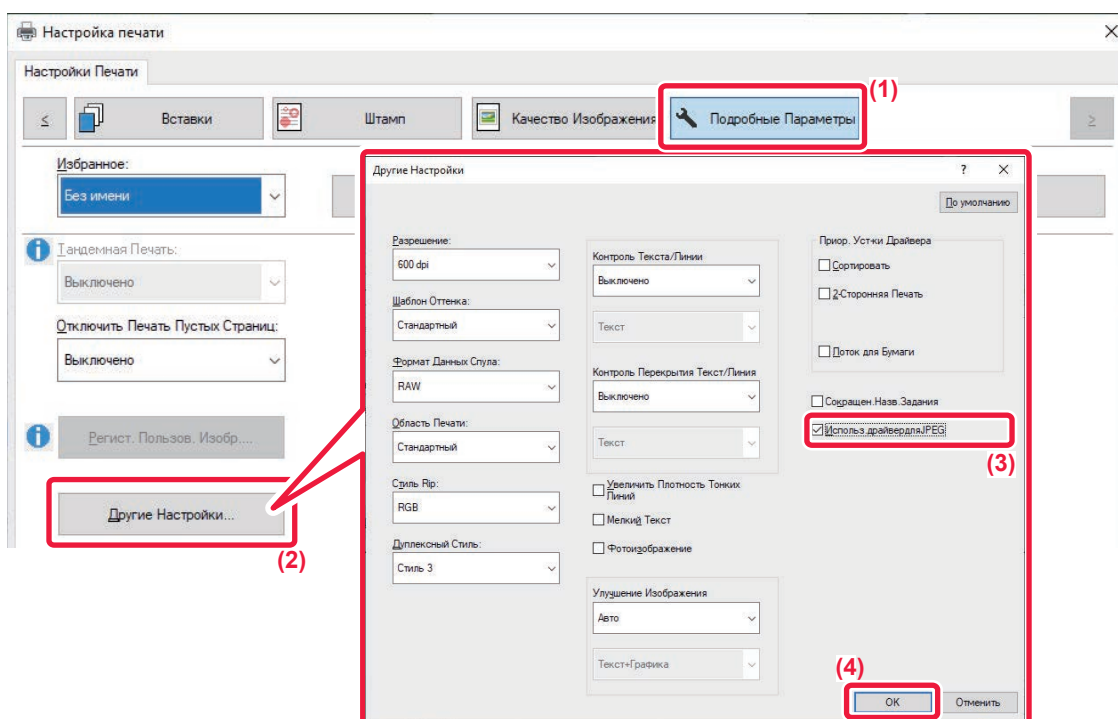 Настройка печати
Настройки Печати
(1)
<
Вставки
Штамп
Качество Изображения
Подробные Параметры
>
Избранное:
Без имени
Тандемная Печать:
Выключено
Отключить Печать Пустых Страниц:
Выключено
Регист. Пользов. Изобр....
Другие Настройки...
(2)
Другие Настройки
?
По умолчанию
Разрешение:
600 dpi
Шаблон Оттенка:
Стандартный
Формат Данных Спула:
RAW
Область Печати:
Стандартный
Стиль Rip:
RGB
Дуплексный Стиль:
Стиль 3
Контроль Текста/Линии
Выключено
Текст
Контроль Перекрытия Текст/Линия
Выключено
Текст
Увеличить Плотность Тонких
Линий
Мелкий Текст
Фотоизображение
Улущение Изображения
Авто
Текст+Графика
Приор. Уст-ки Драйвера
Сортировать
2-Сторонняя Печать
Лоток для Бумаги
Сокращен.Назв.Задания
Использ.драйвердляJPEG
(3)
(4)
OK
Отменить